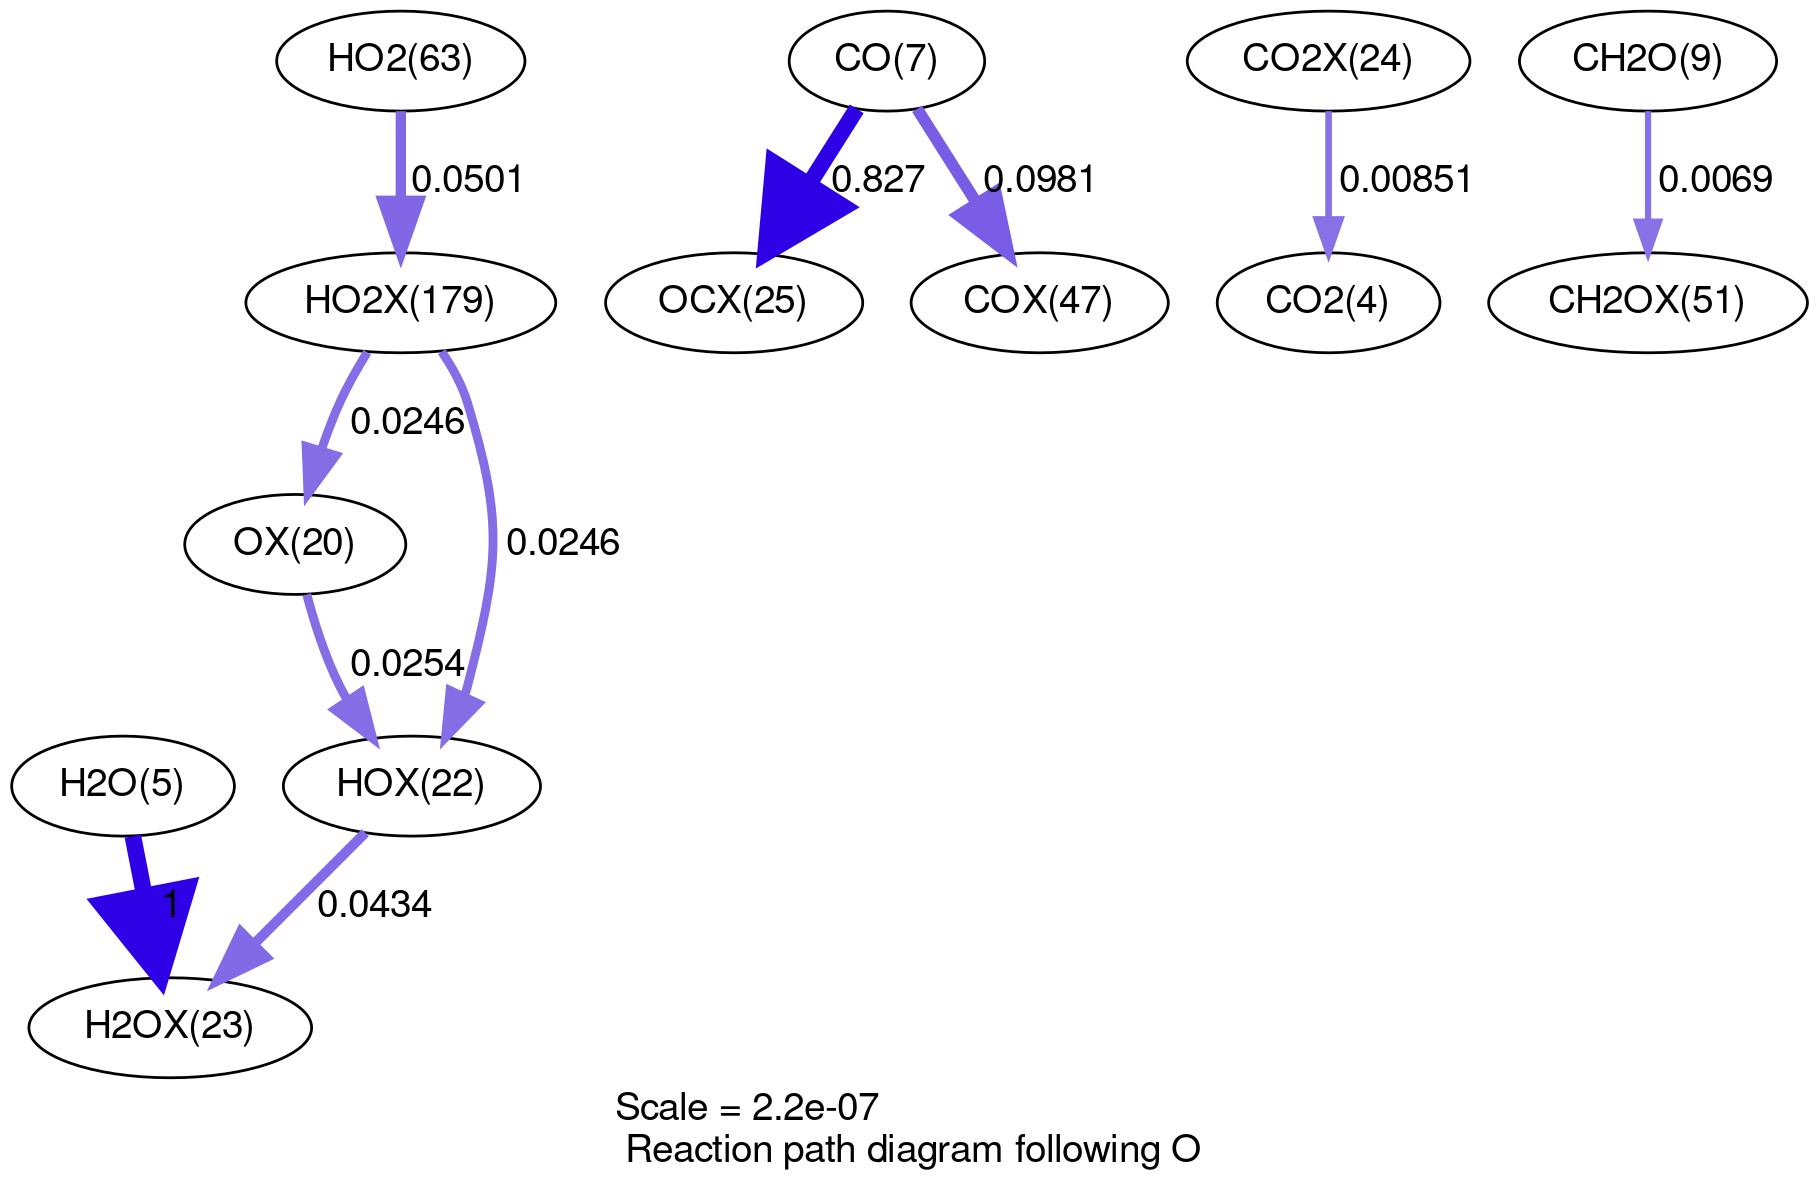 HO2(63)
CO(7)
CO2X(24)
CH2O(9)
0.0501
0.827
0.0981
0.00851
0.0069
HO2X(179)
OCX(25)
COX(47)
CO2(4)
CH2OX(51)
0.0246
OX(20)
0.0246
0.0254
H2O(5)
HOX(22)
1
0.0434
H2OX(23)
Scale = 2.2e-07
Reaction path diagram following O